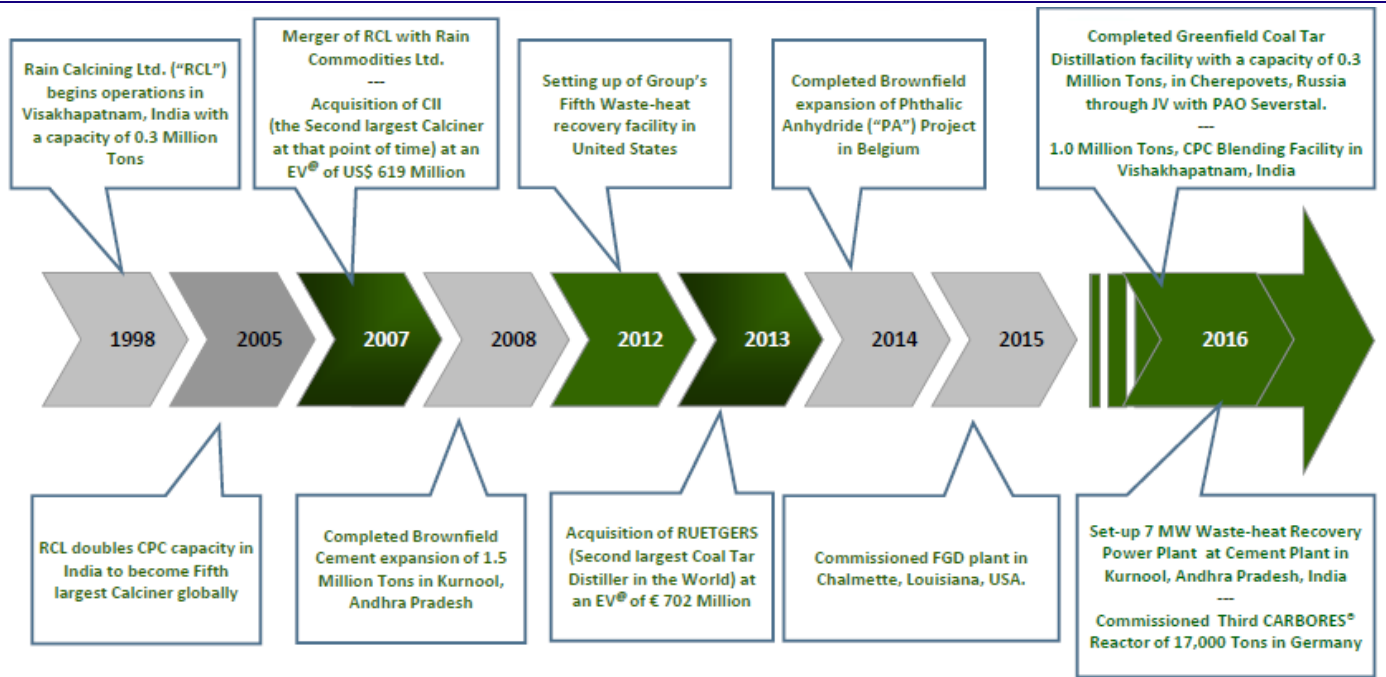 Rain Calcining Ltd. (“RCL”)
begins operations in
Visakhapatnam, India with
a capacity of 0.3 Million
Tons
Merger of RCL with Rain
Commodities Ltd.
---
Acquisition of CII
(the Second largest Calciner
at that point of time) at an
EV@ of US$ 619 Million
Setting up of Group’s
Fifth Waste-heat
recovery facility in
United States
Completed Brownfield
expansion of Phthalic
Anhydride (“PA”) Project
in Belgium
Completed Greenfield Coal Tar
Distillation facility with a capacity of 0.3
Million Tons, in Cherepovets, Russia
through JV with PAO Severstal.
---
1.0 Million Tons, CPC Blending Facility in
Vishakhapatnam, India
1998
2005
2007
2008
2012
2013
2014
2015
2016
RCL doubles CPC capacity in
India to become Fifth
largest Calciner globally
Completed Brownfield
Cement expansion of 1.5
Million Tons in Kurnool,
Andhra Pradesh
Acquisition of RUETGERS
(Second largest Coal Tar
Distiller in the World) at
an EV@ of € 702 Million
Commissioned FGD plant in
Chalmette, Louisiana, USA.
Set-up 7 MW Waste-heat Recovery
Power Plant at Cement Plant in
Kurnool, Andhra Pradesh, India
---
Commissioned Third CARBORES®
Reactor of 17,000 Tons in Germany